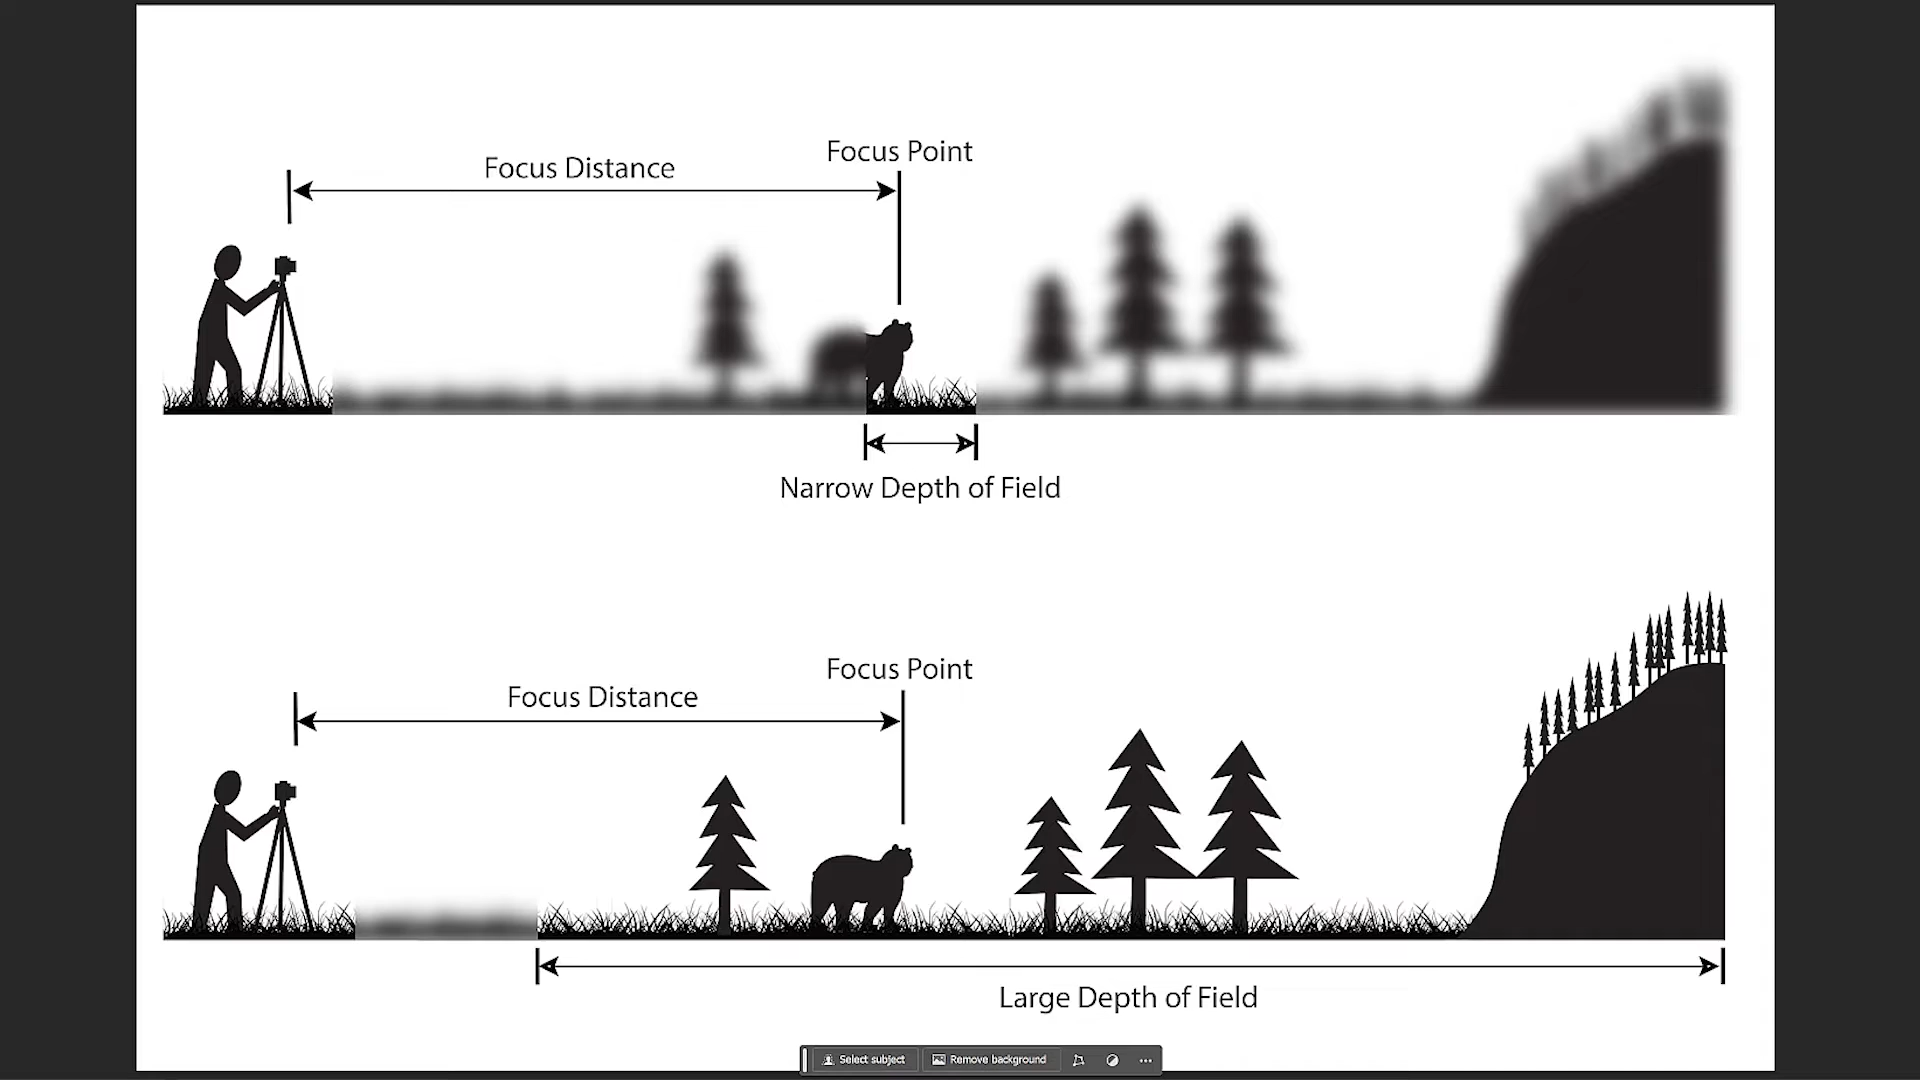 Focus Point
Focus Distance
Narrow Depth of Field
Focus Point
Focus Distance
Large Depth of Field
Select subject
Remove background